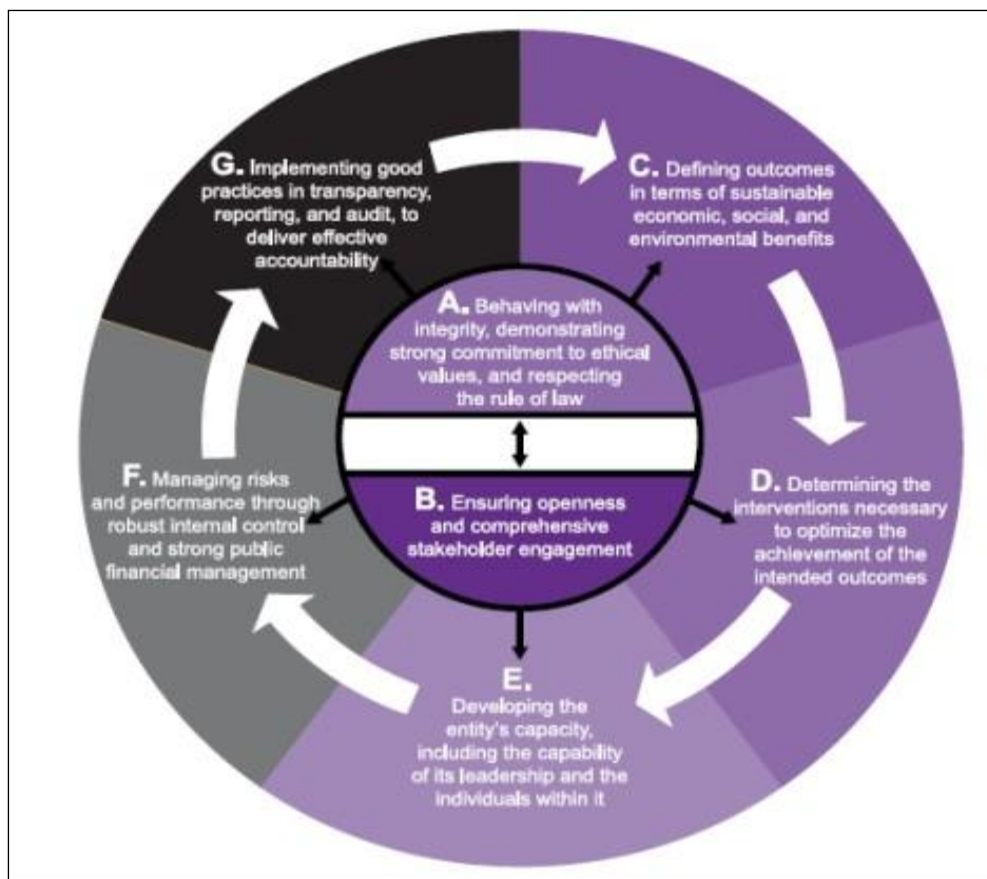 G. Implementing good
practices in transparency,
reporting, and audit, to
deliver effective
accountability
C. Defining outcomes
in terms of sustainable
economic, social, and
environmental benefits
A. Behaving with
integrity, demonstrating
strong commitment to ethical
values, and respecting
the rule of law
F. Managing risks
and performance through
robust internal control
and strong public
financial management
B. Ensuring openness
and comprehensive
stakeholder engagement
D. Determining the
interventions necessary
to optimize the
achievement of the
intended outcomes
E.
Developing the
entity's capacity,
including the capability
of its leadership and the
individuals within it